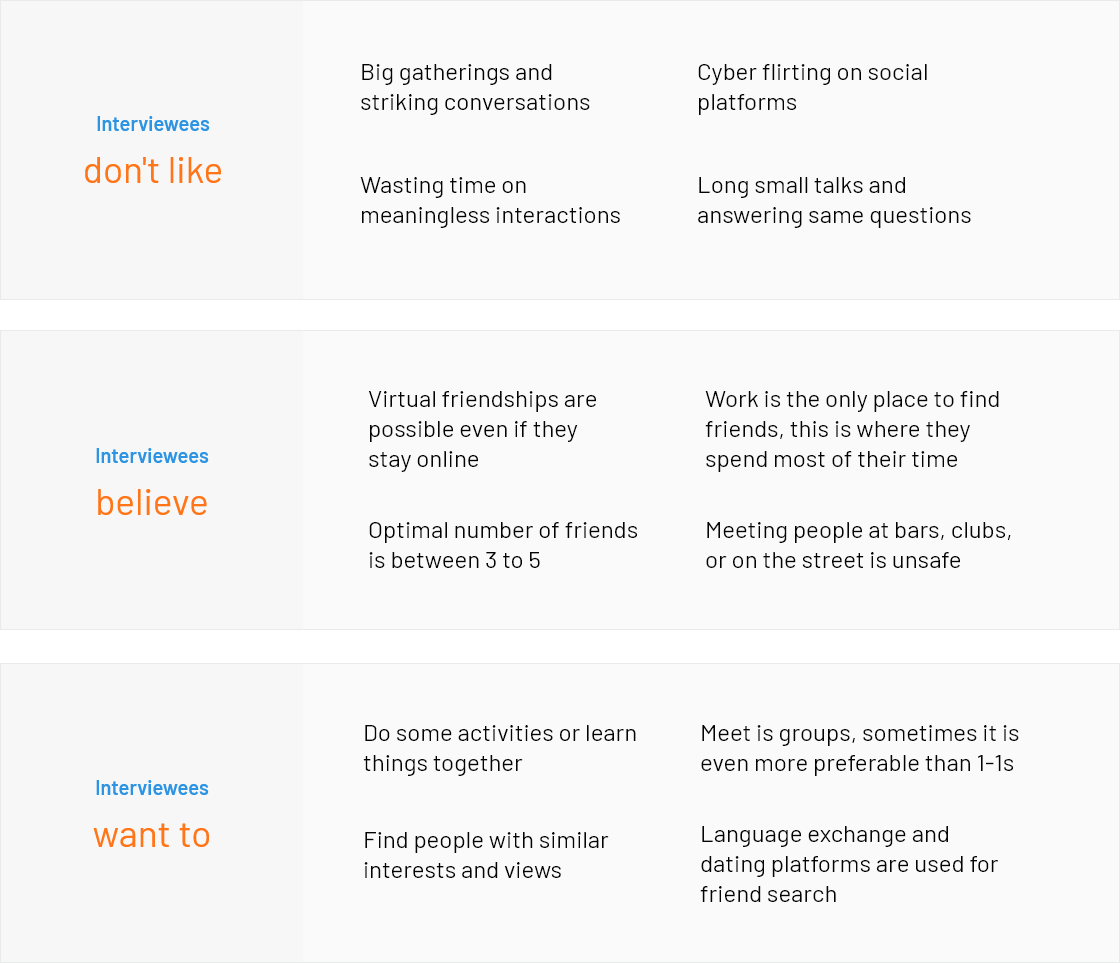 Interviewees
don't like
Big gatherings and
striking conversations
Cyber flirting on social
platforms
Wasting time on
meaningless interactions
Long small talks and
answering same questions
Interviewees
believe
Virtual friendships are
possible even if they
stay online
Work is the only place to find
friends, this is where they
spend most of their time
Optimal number of friends
is between 3 to 5
Meeting people at bars, clubs,
or on the street is unsafe
Interviewees
want to
Do some activities or learn
things together
Meet is groups, sometimes it is
even more preferable than 1-1s
Find people with similar
interests and views
Language exchange and
dating platforms are used for
friend search